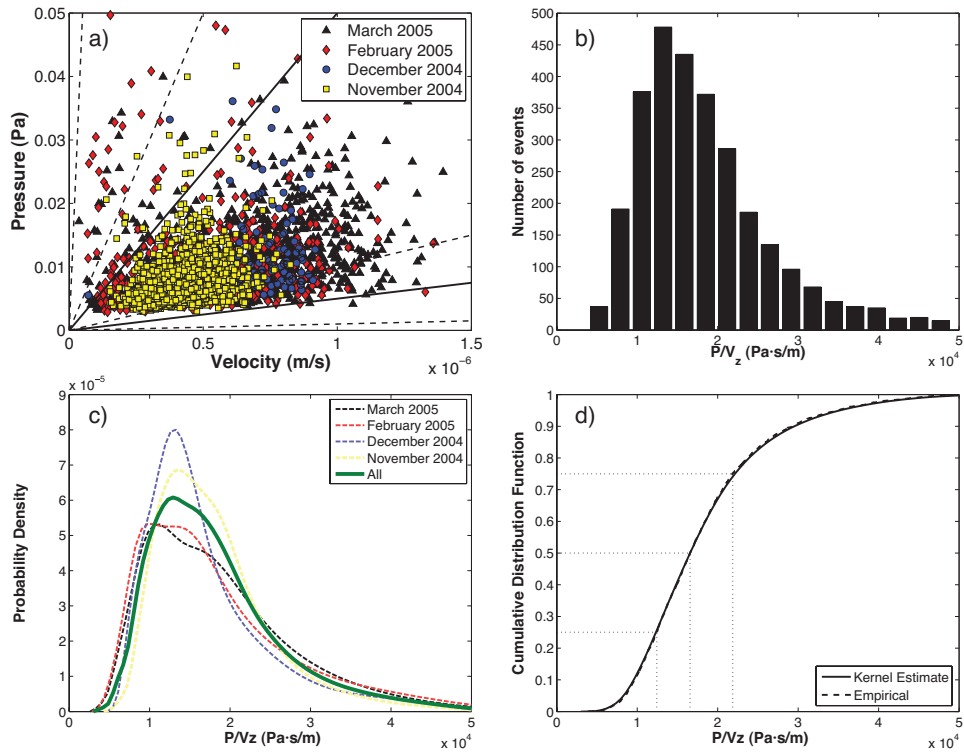 a)
March 2005
February 2005
December 2004
November 2004
0.05
0.04
0.03
0.02
0.01
0
Pressure (Pa)
0 0.5 1.0 1.5
Velocity (m/s)
x 10⁻⁶
b)
450
500
400
350
300
250
200
150
100
50
0
Number of events
0 1 2 3 4 5
P/Vz (Pa·s/m)
x 10⁴
c)
x 10⁻⁵
March 2005
February 2005
December 2004
November 2004
All
9
8
7
6
5
4
3
2
1
0
Probability Density
0 1 2 3 4 5
P/Vz (Pa·s/m)
x 10⁴
d)
1
0.9
0.8
0.7
0.6
0.5
0.4
0.3
0.2
0.1
0
Cumulative Distribution Function
Kernel Estimate
Empirical
0 1 2 3 4 5
P/Vz (Pa·s/m)
x 10⁴